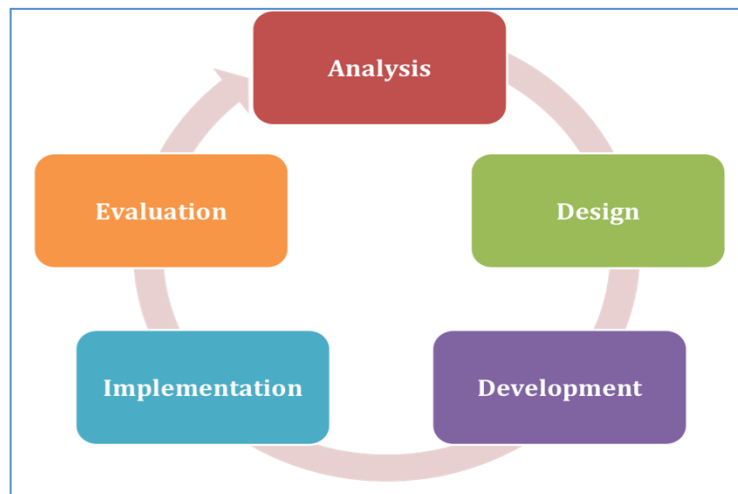 Analysis
Design
Development
Implementation
Evaluation